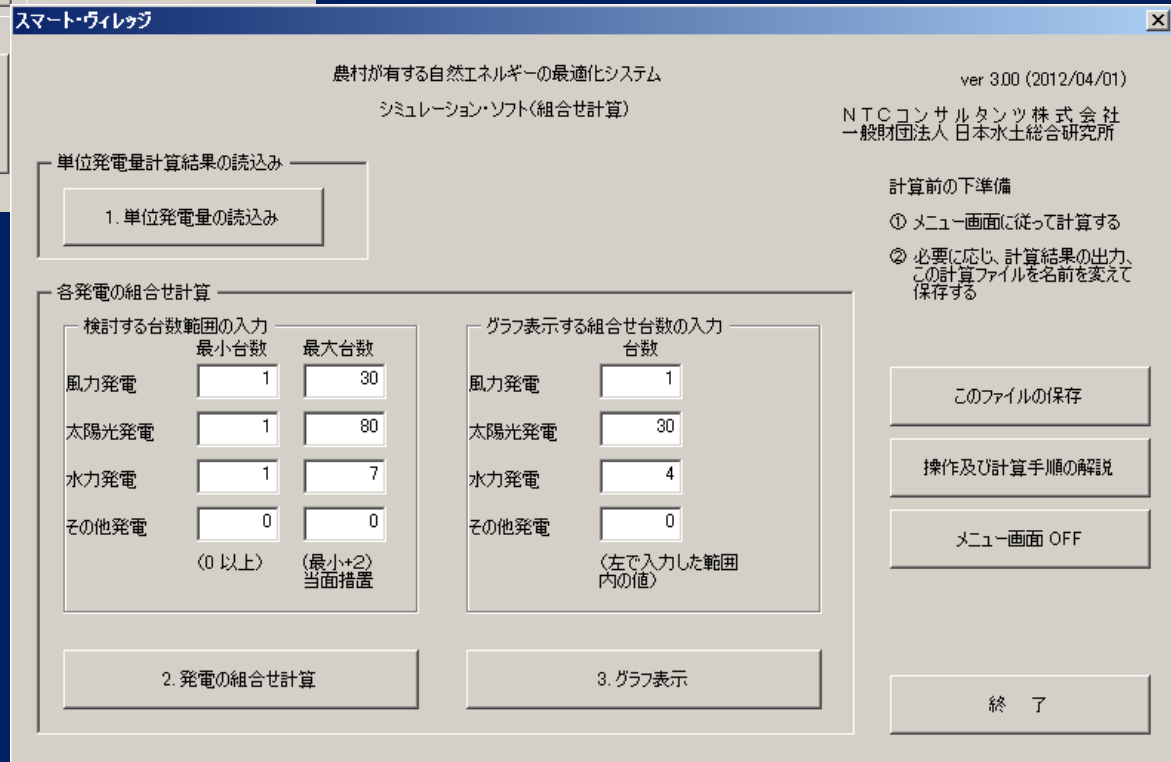 スマート・ヴィレッジ
農村が有する自然エネルギーの最適化システム
シミュレーション・ソフト(組合せ計算)
ver 3.00 (2012/04/01)
NTCコンサルタンツ株式会社
一般財団法人 日本水土総合研究所
単位発電量計算結果の読込み
1. 単位発電量の読込み
計算前の下準備
① メニュー画面に従って計算する
② 必要に応じ、計算結果の出力、
この計算ファイルを名前を変えて
保存する
各発電の組合せ計算
検討する台数範囲の入力
最小台数 最大台数
風力発電 1 30
太陽光発電 1 80
水力発電 1 7
その他発電 0 0
(0 以上) (最小+2)
当面措置
グラフ表示する組合せ台数の入力
台数
風力発電 1
太陽光発電 30
水力発電 4
その他発電 0
(左で入力した範囲
内の値)
2. 発電の組合せ計算
3. グラフ表示
このファイルの保存
操作及び計算手順の解説
メニュー画面 OFF
終 了